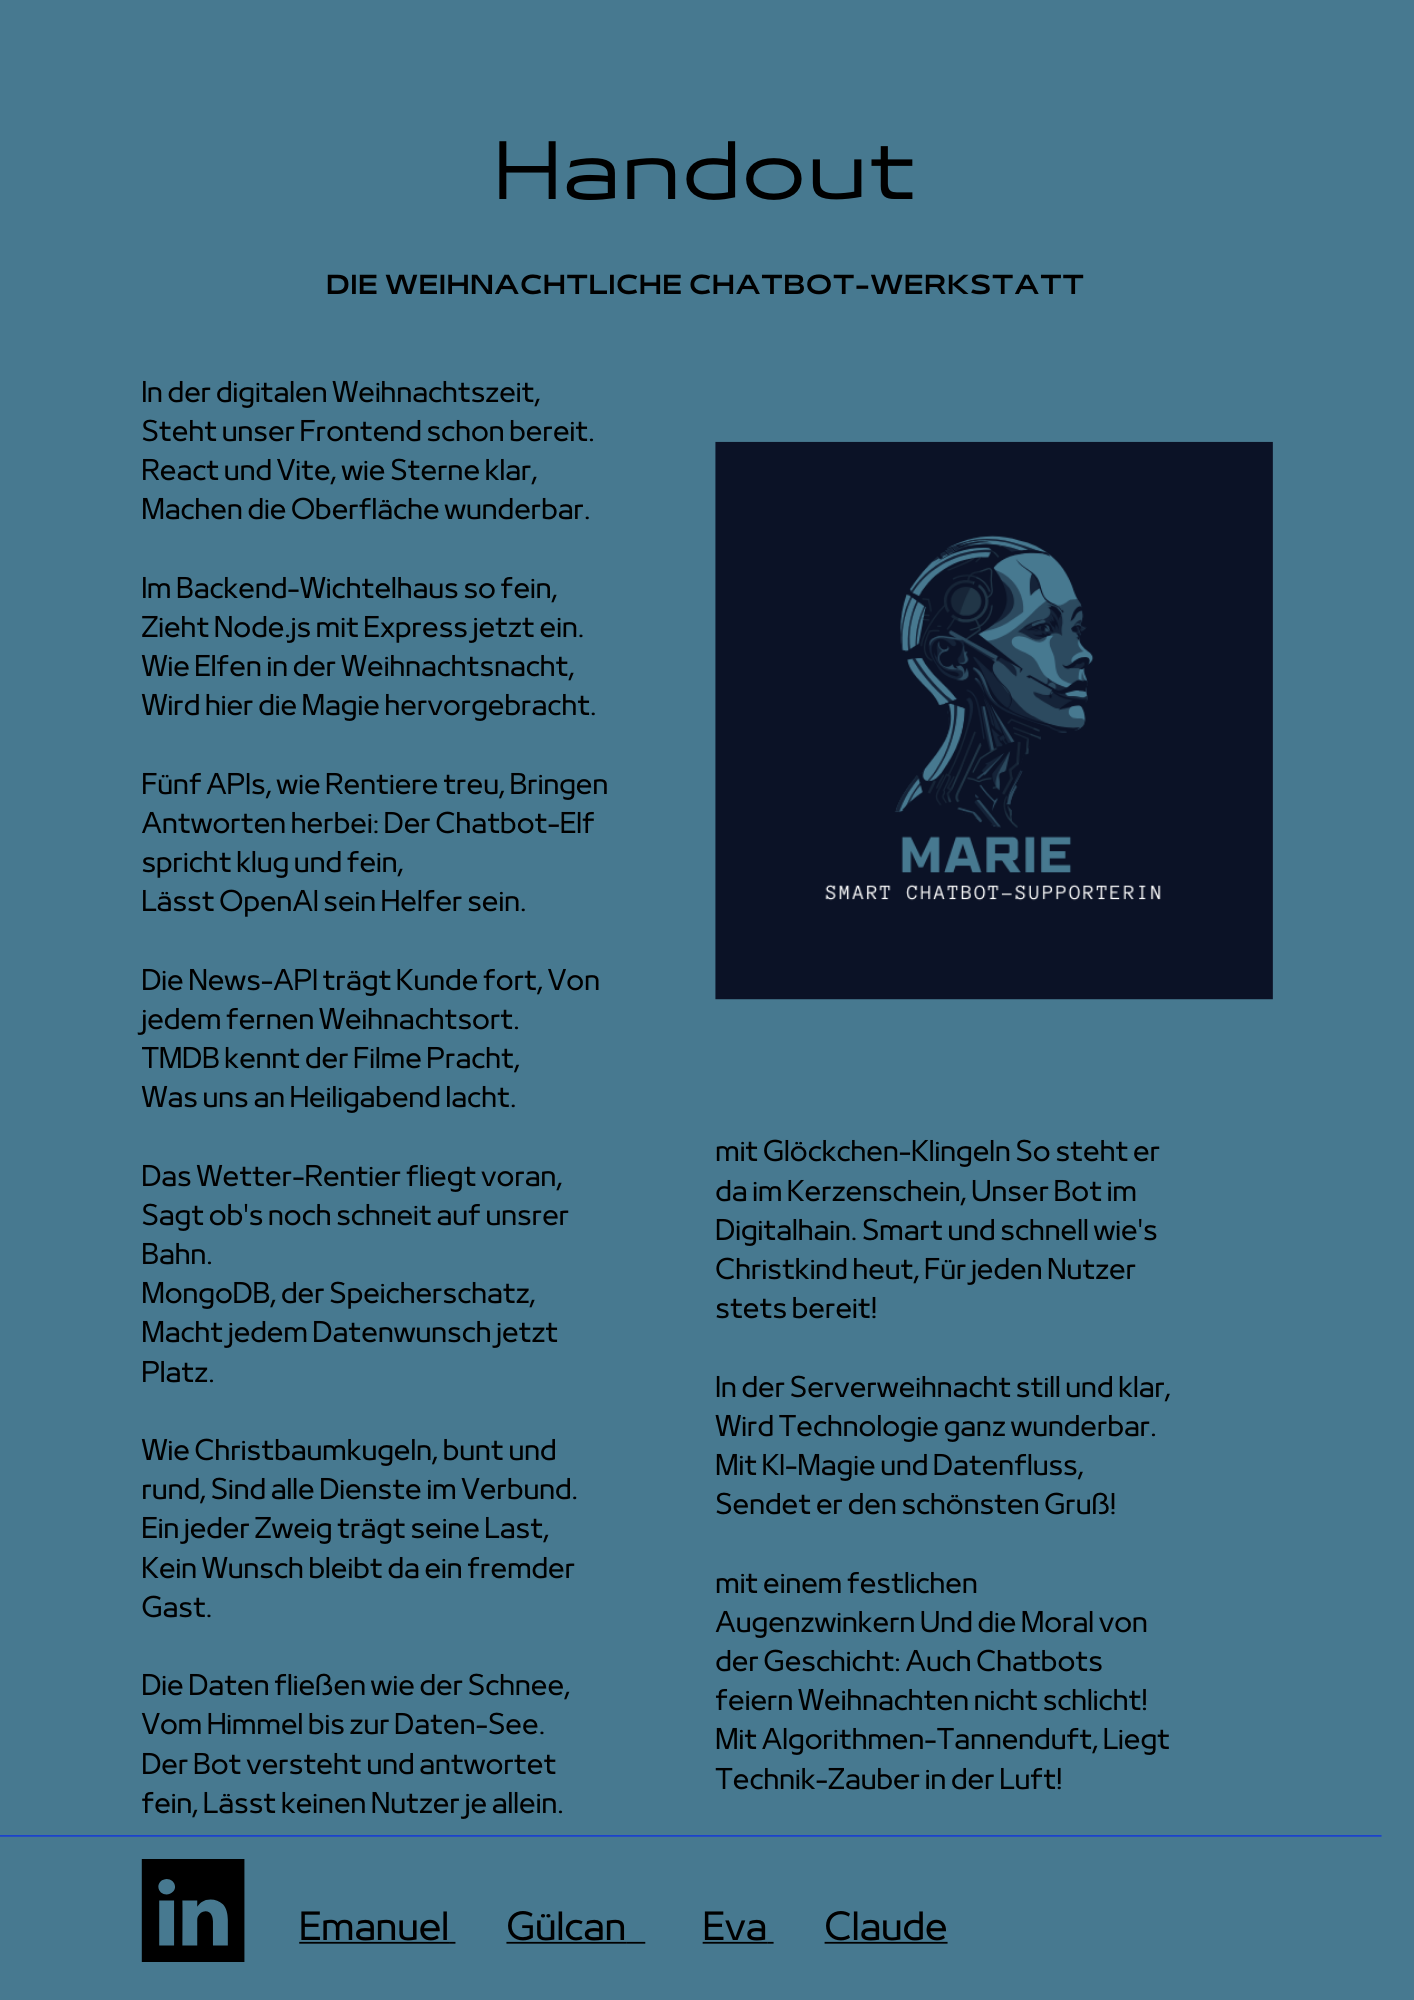 Handout
DIE WEIHNACHTLICHE CHATBOT-WERKSTATT
In der digitalen Weihnachtszeit,
Steht unser Frontend schon bereit.
React und Vite, wie Sterne klar,
Machen die Oberfläche wunderbar.
Im Backend-Wichtelhaus so fein,
Zieht Node.js mit Express jetzt ein.
Wie Elfen in der Weihnachtsnacht,
Wird hier die Magie hervorgebracht.
Fünf APIs, wie Rentiere treu, Bringen
Antworten herbei: Der Chatbot-Elf
spricht klug und fein,
Lässt OpenAI sein Helfer sein.
Die News-API trägt Kunde fort, Von
jedem fernen Weihnachtsort.
TMDB kennt der Filme Pracht,
Was uns an Heiligabend lacht.
Das Wetter-Rentier fliegt voran,
Sagt ob's noch schneit auf unsrer
Bahn.
MongoDB, der Speicherschatz,
Macht jedem Datenwunsch jetzt
Platz.
Wie Christbaumkugeln, bunt und
rund, Sind alle Dienste im Verbund.
Ein jeder Zweig trägt seine Last,
Kein Wunsch bleibt da ein fremder
Gast.
Die Daten fließen wie der Schnee,
Vom Himmel bis zur Daten-See.
Der Bot versteht und antwortet
fein, Lässt keinen Nutzer je allein.
MARIE
SMART CHATBOT-SUPPORTERIN
mit Glöckchen-Klingeln So steht er
da im Kerzenschein, Unser Bot im
Digitalhain. Smart und schnell wie's
Christkind heut, Für jeden Nutzer
stets bereit!
In der Serverweihnacht still und klar,
Wird Technologie ganz wunderbar.
Mit KI-Magie und Datenfluss,
Sendet er den schönsten Gruß!
mit einem festlichen
Augenzwinkern Und die Moral von
der Geschicht: Auch Chatbots
feiern Weihnachten nicht schlicht!
Mit Algorithmen-Tannenduft, Liegt
Technik-Zauber in der Luft!
in
Emanuel Gülcan Eva Claude